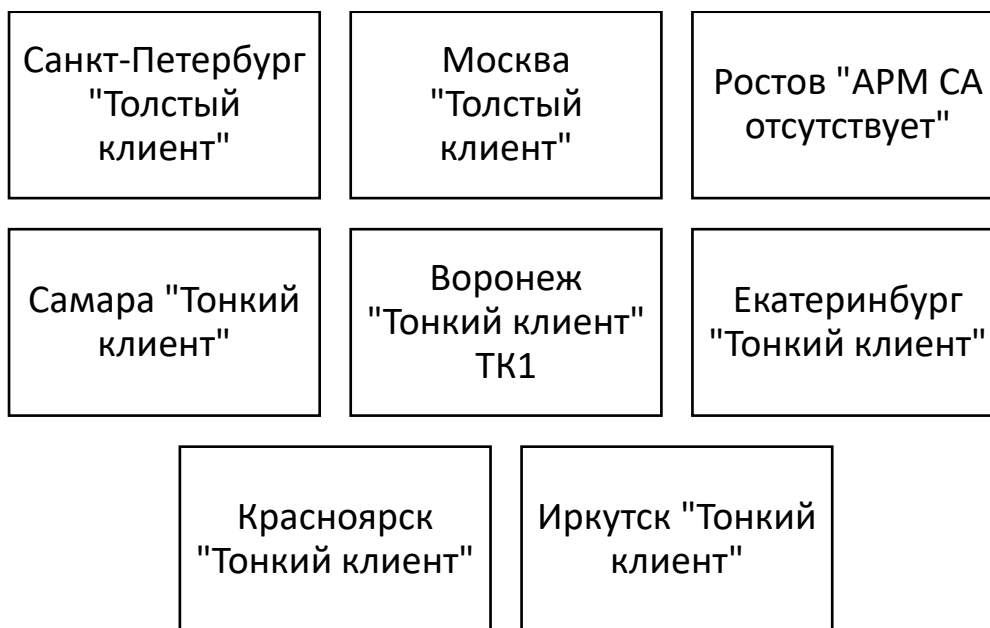 Санкт-Петербург
"Толстый
клиент"
Москва
"Толстый
клиент"
Ростов "АРМ СА
отсутствует"
Самара "Тонкий
клиент"
Воронеж
"Тонкий клиент"
ТК1
Екатеринбург
"Тонкий клиент"
Красноярск
"Тонкий клиент"
Иркутск "Тонкий
клиент"